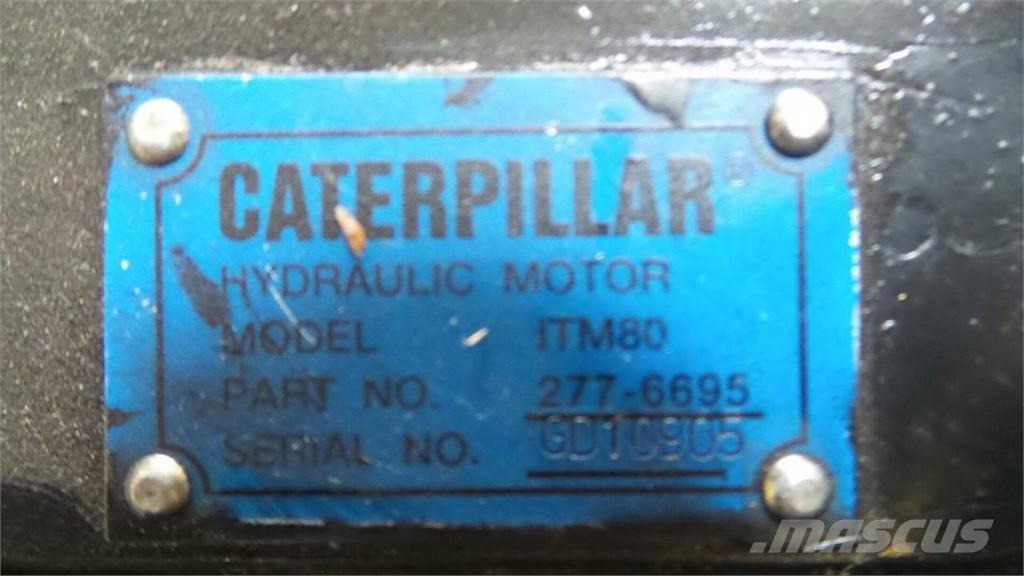 CATERPILLAR®
HYDRAULIC MOTOR
MODEL ITM80
PART NO. 277-6695
SERIAL NO. GD10905
MASCUS